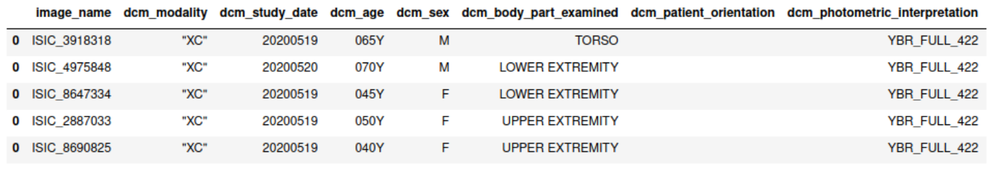 image_name dcm_modality dcm_study_date dcm_age dcm_sex dcm_body_part_examined dcm_patient_orientation dcm_photometric_interpretation
0 ISIC_3918318 "XC" 20200519 065Y M TORSO YBR_FULL_422
0 ISIC_4975848 "XC" 20200520 070Y M LOWER EXTREMITY YBR_FULL_422
0 ISIC_8647334 "XC" 20200519 045Y F LOWER EXTREMITY YBR_FULL_422
0 ISIC_2887033 "XC" 20200519 050Y F UPPER EXTREMITY YBR_FULL_422
0 ISIC_8690825 "XC" 20200519 040Y F UPPER EXTREMITY YBR_FULL_422